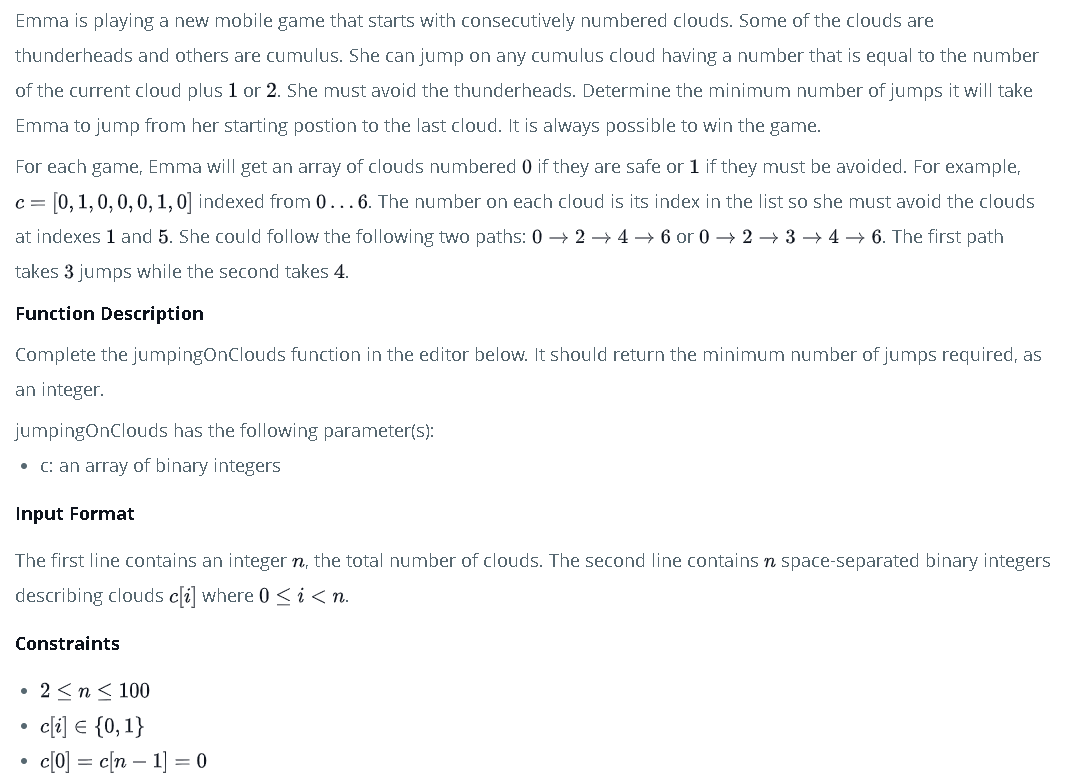 Emma is playing a new mobile game that starts with consecutively numbered clouds. Some of the clouds are
thunderheads and others are cumulus. She can jump on any cumulus cloud having a number that is equal to the number
of the current cloud plus 1 or 2. She must avoid the thunderheads. Determine the minimum number of jumps it will take
Emma to jump from her starting postion to the last cloud. It is always possible to win the game.
For each game, Emma will get an array of clouds numbered 0 if they are safe or 1 if they must be avoided. For example,
c = [0, 1, 0, 0, 0, 1, 0] indexed from 0 . . . 6. The number on each cloud is its index in the list so she must avoid the clouds
at indexes 1 and 5. She could follow the following two paths: 0 → 2 → 4 → 6 or 0 → 2 → 3 → 4 → 6. The first path
takes 3 jumps while the second takes 4.
Function Description
Complete the jumpingOnClouds function in the editor below. It should return the minimum number of jumps required, as
an integer.
jumpingOnClouds has the following parameter(s):
• c: an array of binary integers
Input Format
The first line contains an integer n, the total number of clouds. The second line contains n space-separated binary integers
describing clouds c[i] where 0 ≤ i < n.
Constraints
• 2 ≤ n ≤ 100
• c[i] ∈ {0, 1}
• c[0] = c[n − 1] = 0